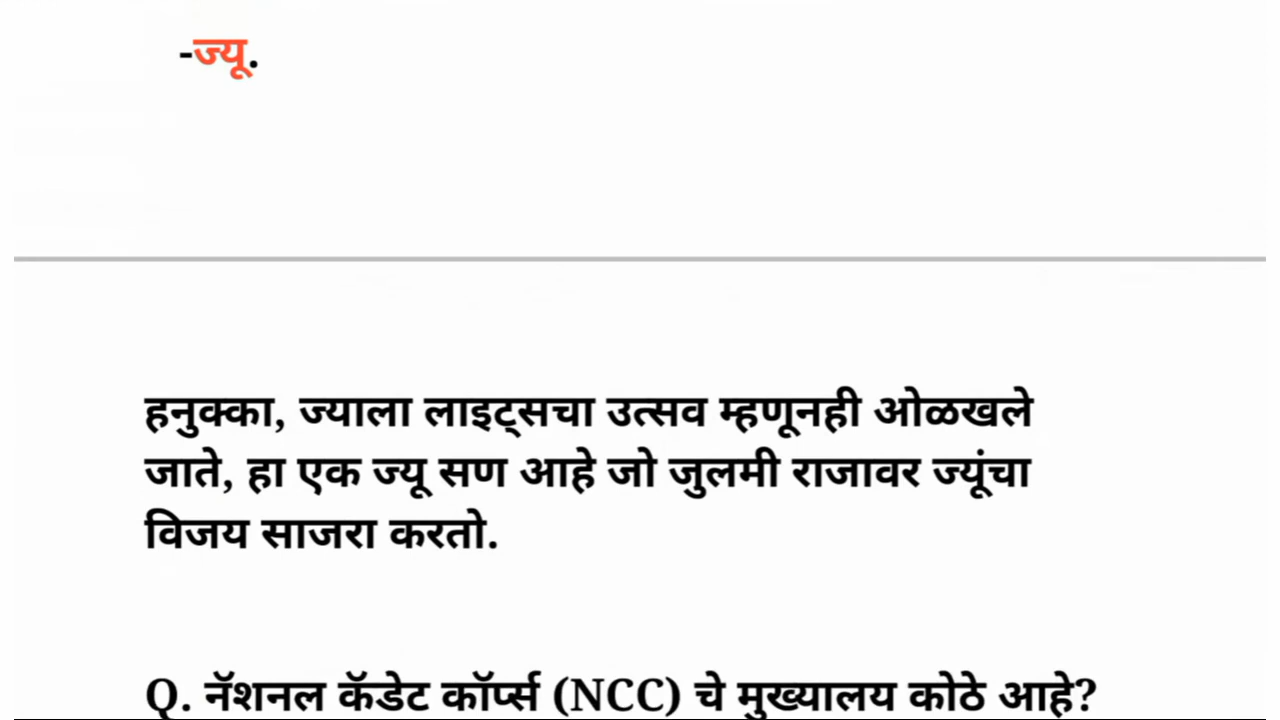 -ज्यू.
हनुक्का, ज्याला लाइट्सचा उत्सव म्हणूनही ओळखले
जाते, हा एक ज्यू सण आहे जो जुलमी राजावर ज्यूंचा
विजय साजरा करतो.
Q. नॅशनल कॅडेट कॉर्प्स (NCC) चे मुख्यालय कोठे आहे?